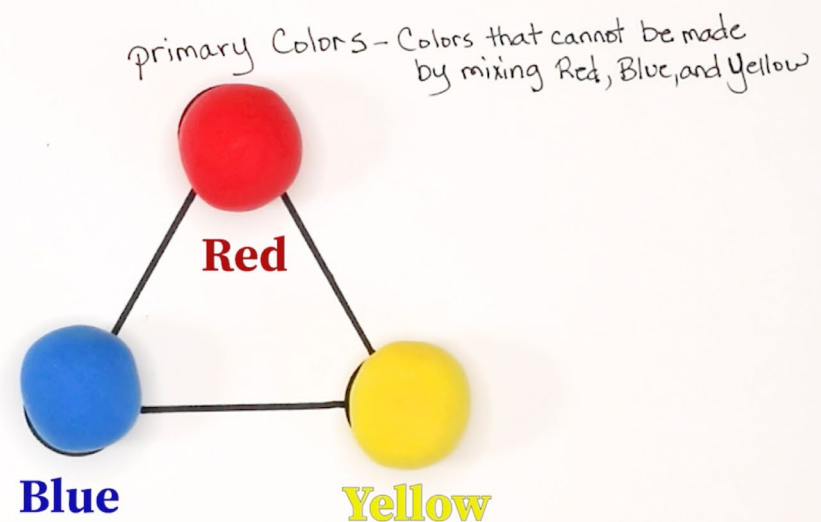 primary Colors – Colors that cannot be made
by mixing Red, Blue, and Yellow
Red
Blue
Yellow